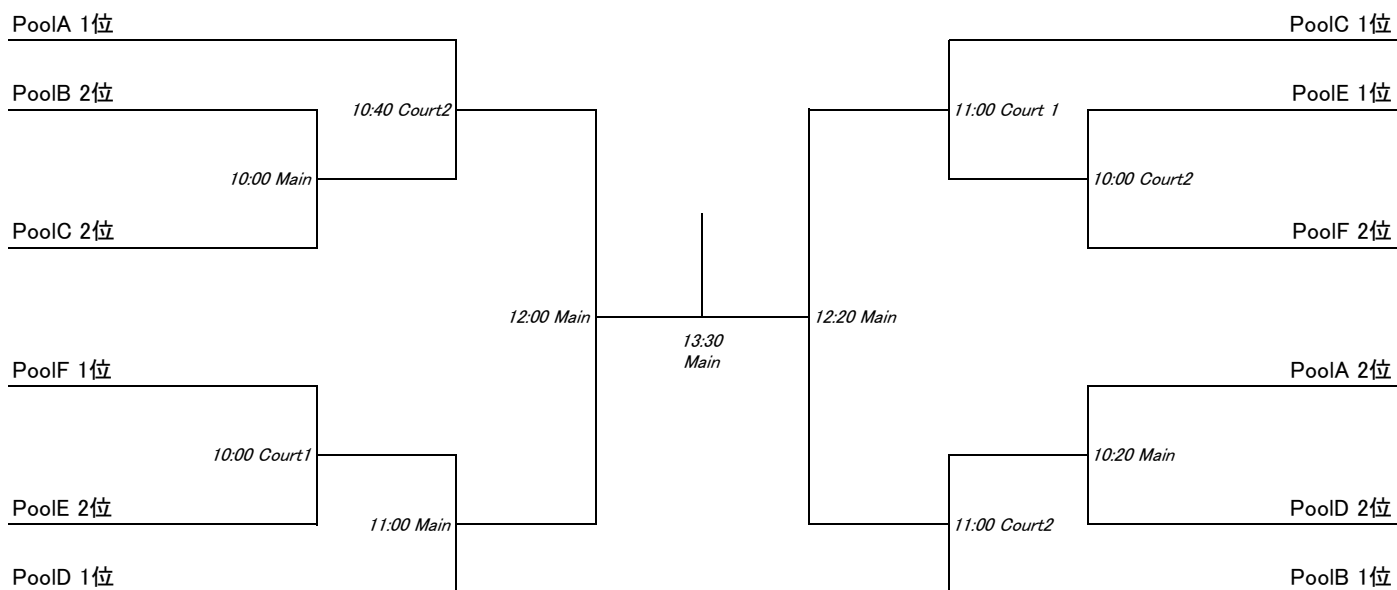 PoolA 1位
PoolC 1位
PoolB 2位
10:40 Court2
11:00 Court 1
PoolE 1位
10:00 Main
10:00 Court2
PoolC 2位
PoolF 2位
12:00 Main
12:20 Main
13:30
Main
PoolF 1位
PoolA 2位
10:00 Court1
10:20 Main
PoolE 2位
11:00 Main
11:00 Court2
PoolD 2位
PoolD 1位
PoolB 1位